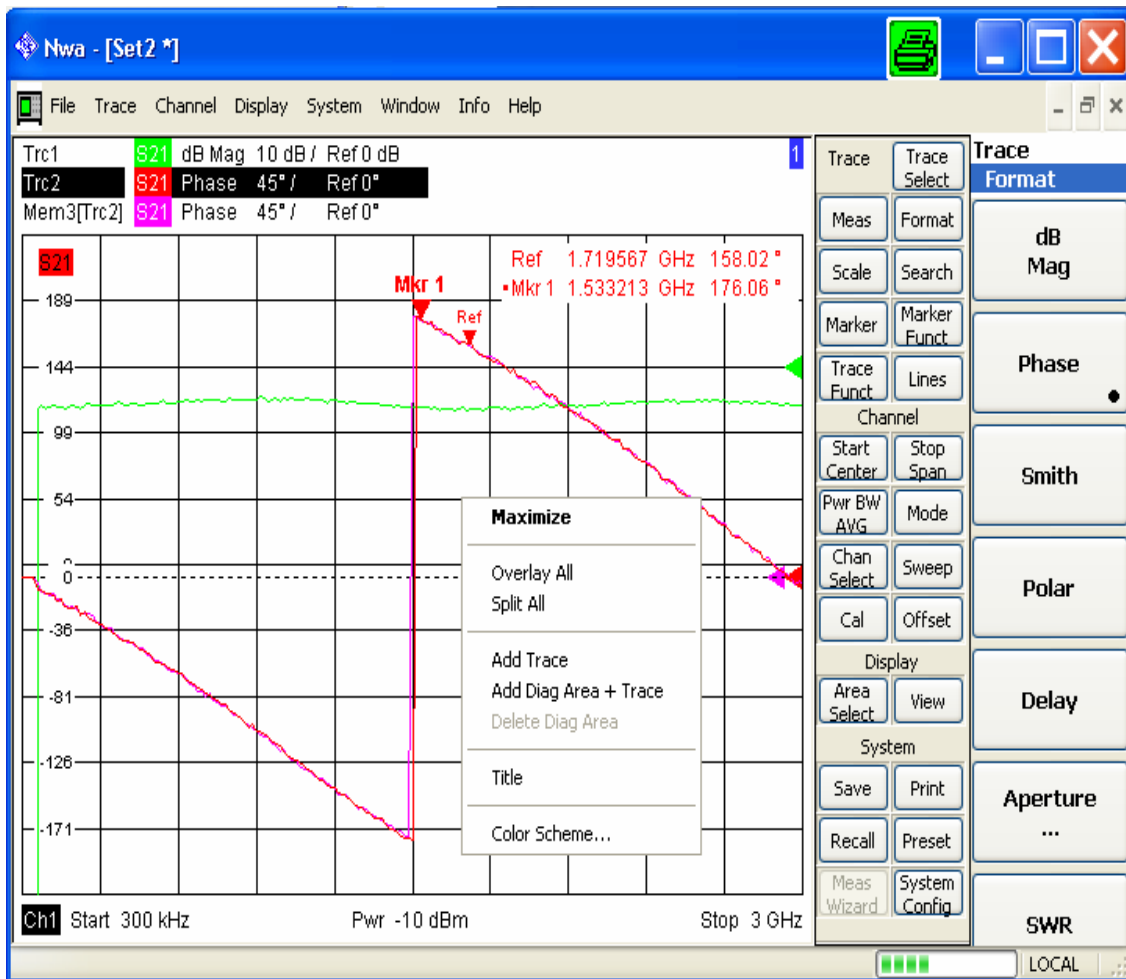 Nwa - [Set2 *]
File Trace Channel Display System Window Info Help
Trc1 S21 dB Mag 10 dB / Ref 0 dB 1
Trc2 S21 Phase 45° / Ref 0°
Mem3[Trc2] S21 Phase 45° / Ref 0°
S21
Ref 1.719567 GHz 158.02 °
•Mkr 1 1.533213 GHz 176.06 °
Mkr 1
Ref
189
144
99
54
9
0
-36
-81
-126
-171
Maximize
Overlay All
Split All
Add Trace
Add Diag Area + Trace
Delete Diag Area
Title
Color Scheme...
Ch1 Start 300 kHz Pwr -10 dBm Stop 3 GHz
Trace
Trace Select
Meas
Format
Scale
Search
Marker
Marker Funct
Trace Funct
Lines
Channel
Start Center
Stop Span
Pwr BW AVG
Mode
Chan Select
Sweep
Cal
Offset
Display
Area Select
View
System
Save
Print
Recall
Preset
Meas Wizard
System Config
Trace
Format
dB Mag
Phase
Smith
Polar
Delay
Aperture ...
SWR
LOCAL